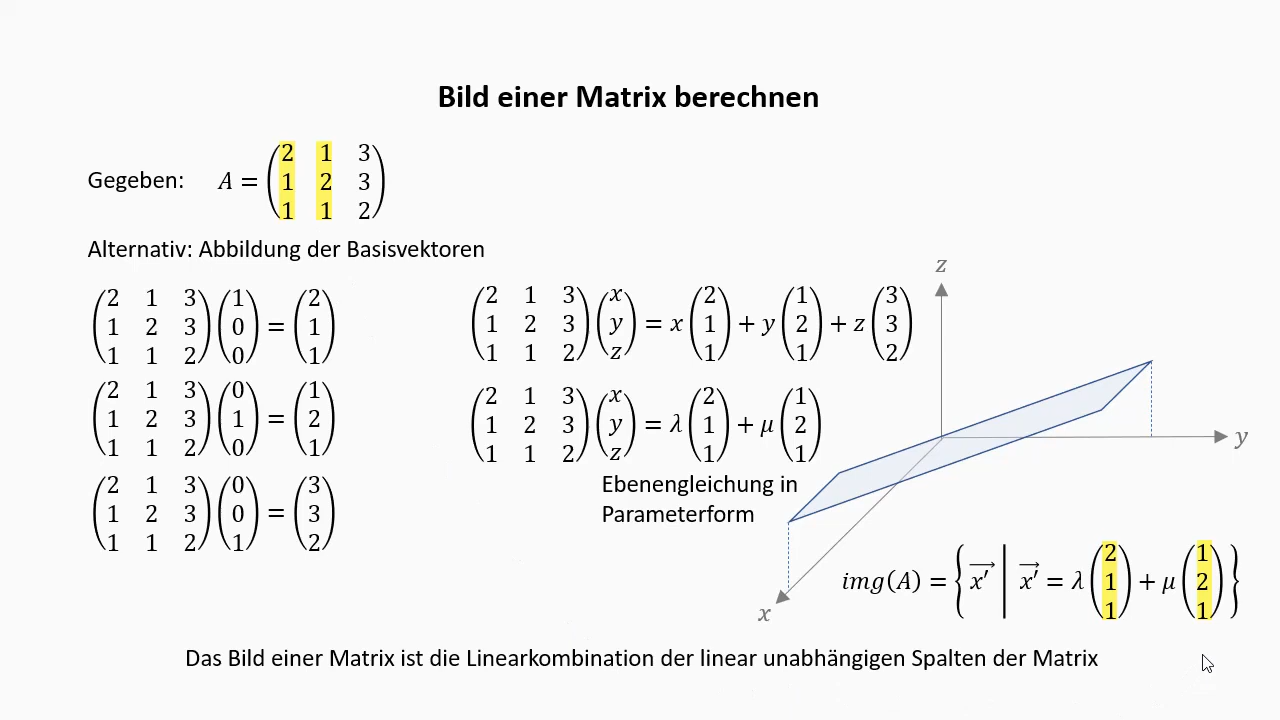 Bild einer Matrix berechnen
Gegeben: A = (2 1 3
1 2 3
1 1 2)
Alternativ: Abbildung der Basisvektoren
(2 1 3
1 2 3
1 1 2) (1
0
0) = (2
1
1)
(2 1 3
1 2 3
1 1 2) (0
1
0) = (1
2
1)
(2 1 3
1 2 3
1 1 2) (0
0
1) = (3
3
2)
(2 1 3
1 2 3
1 1 2) (x
y
z) = x (2
1
1) + y (1
2
1) + z (3
3
2)
(2 1 3
1 2 3
1 1 2) (x
y
z) = λ (2
1
1) + μ (1
2
1)
Ebenengleichung in
Parameterform
z
y
x
img(A) = { x⃗' | x⃗' = λ (2
1
1) + μ (1
2
1) }
Das Bild einer Matrix ist die Linearkombination der linear unabhängigen Spalten der Matrix